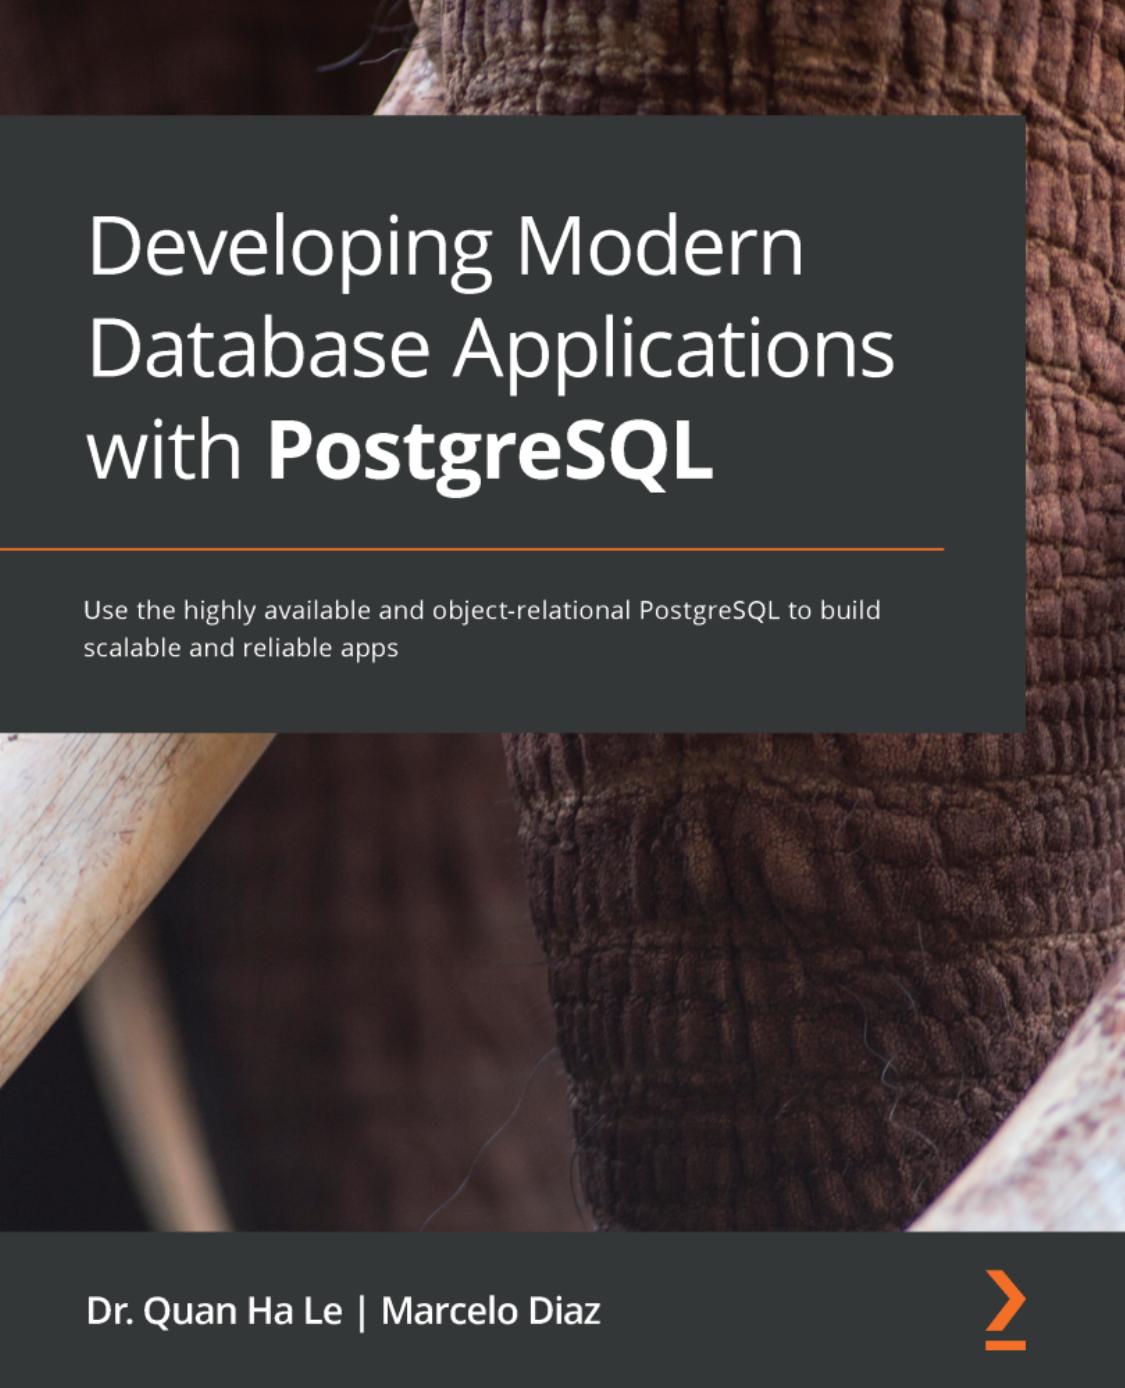 Developing Modern
Database Applications
with PostgreSQL
Use the highly available and object-relational PostgreSQL to build
scalable and reliable apps
Dr. Quan Ha Le | Marcelo Diaz